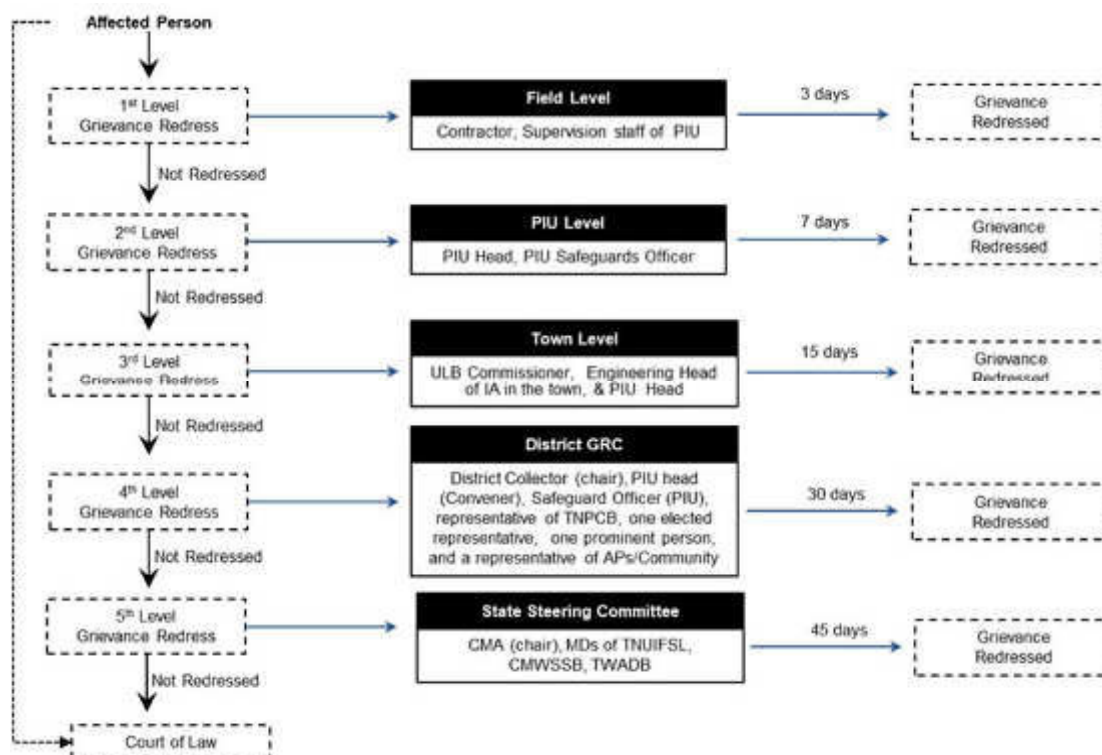 Affected Person
1st Level
Grievance Redress
Field Level
Contractor, Supervision staff of PIU
3 days
Grievance
Redressed
Not Redressed
2nd Level
Grievance Redress
PIU Level
PIU Head, PIU Safeguards Officer
7 days
Grievance
Redressed
Not Redressed
3rd Level
Grievance Redress
Town Level
ULB Commissioner, Engineering Head
of IA in the town, & PIU Head
15 days
Grievance
Redressed
Not Redressed
4th Level
Grievance Redress
District GRC
District Collector (chair), PIU head
(Convener), Safeguard Officer (PIU),
representative of TNPCB, one elected
representative, one prominent person,
and a representative of APs/Community
30 days
Grievance
Redressed
Not Redressed
5th Level
Grievance Redress
State Steering Committee
CMA (chair), MDs of TNUIFSL,
CMWSSB, TWADB
45 days
Grievance
Redressed
Not Redressed
Court of Law